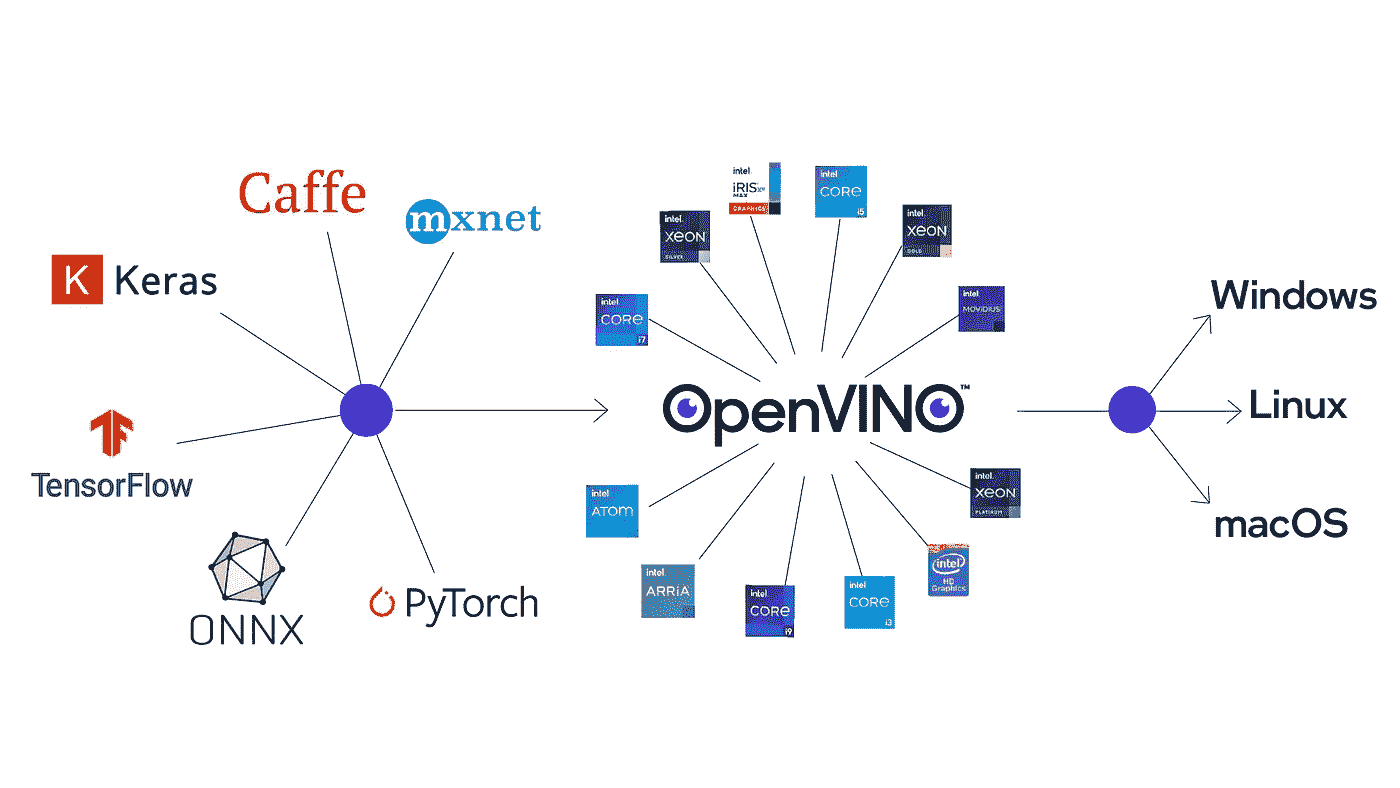 Caffe
mxnet
K Keras
TensorFlow
ONNX
PyTorch
intel.
iRIS Xe
MAX
GRAPHICS
intel
CORE
i5
intel.
XEON
SILVER
intel.
XEON
GOLD
intel
CORE
i7
intel
MOVIDIUS
OpenVINO™
intel
ATOM
intel.
XEON
PLATINUM
intel.
ARRIA
intel
CORE
i9
intel
CORE
i3
intel
HD
Graphics
Windows
Linux
macOS